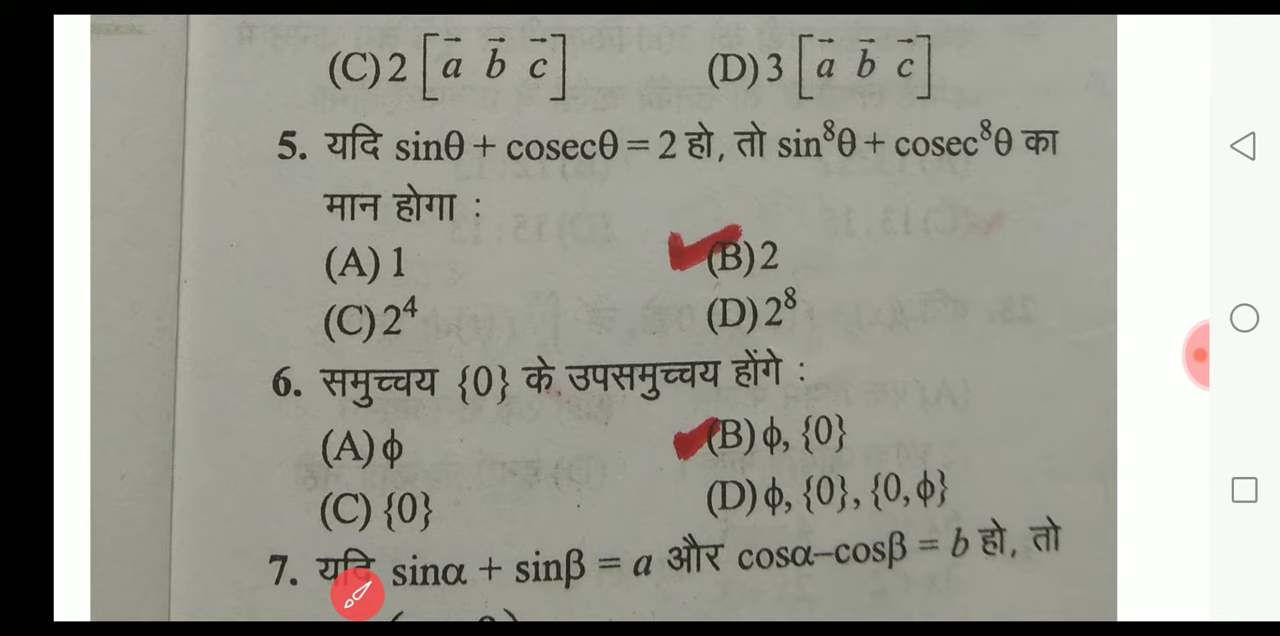 (C) 2 [a⃗ b⃗ c⃗] (D) 3 [a⃗ b⃗ c⃗]
5. यदि sinθ + cosecθ = 2 हो, तो sin⁸θ + cosec⁸θ का
मान होगा :
(A) 1 (B) 2
(C) 2⁴ (D) 2⁸
6. समुच्चय {0} के उपसमुच्चय होंगे :
(A) ϕ (B) ϕ, {0}
(C) {0} (D) ϕ, {0}, {0, ϕ}
7. यदि sinα + sinβ = a और cosα–cosβ = b हो, तो